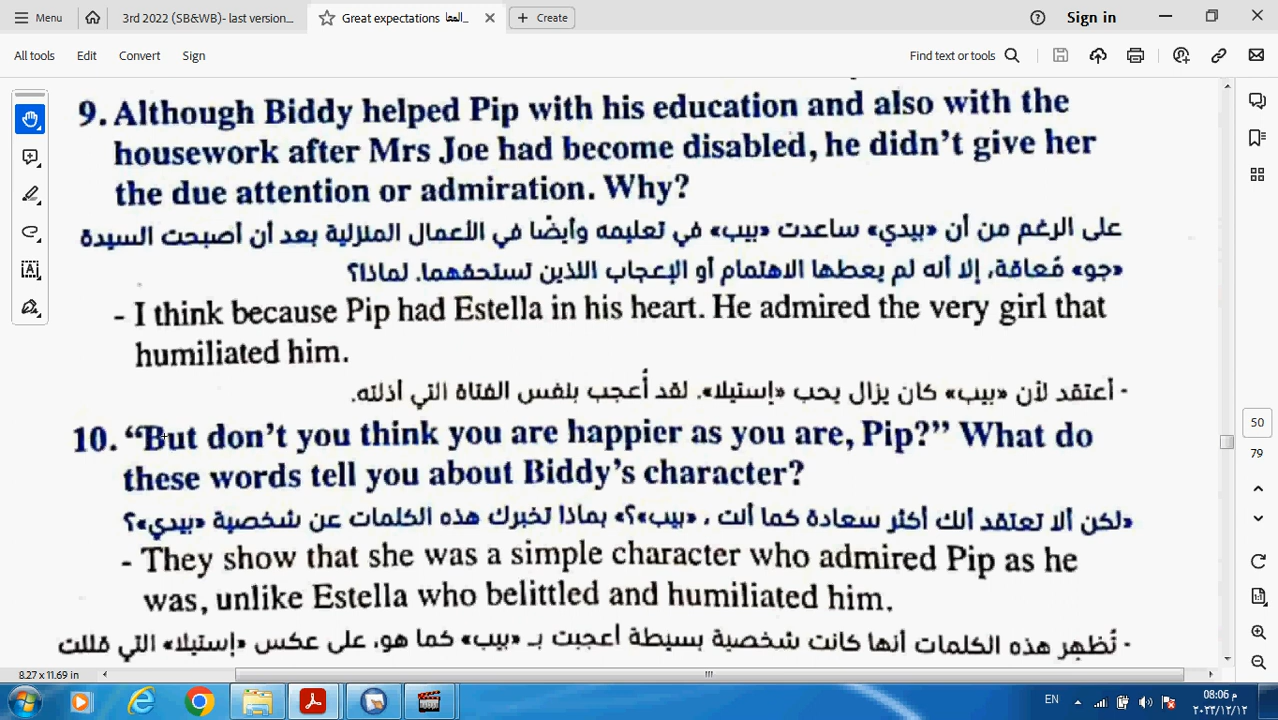 Menu
3rd 2022 (SB&WB)- last version...
Great expectations المعا...
Create
Sign in
All tools
Edit
Convert
Sign
Find text or tools
9. Although Biddy helped Pip with his education and also with the
housework after Mrs Joe had become disabled, he didn't give her
the due attention or admiration. Why?
على الرغم من أن «بيدي» ساعدت «بيب» في تعليمه وأيضًا في الأعمال المنزلية بعد أن أصبحت السيدة
«جو» مُعاقة، إلا أنه لم يعطها الاهتمام أو الإعجاب اللذين تستحقهما. لماذا؟
- I think because Pip had Estella in his heart. He admired the very girl that
humiliated him.
- أعتقد لأن «بيب» كان يزال يحب «إستيلا». لقد أُعجب بنفس الفتاة التي أذلته.
10. “But don't you think you are happier as you are, Pip?” What do
these words tell you about Biddy's character?
«لكن ألا تعتقد أنك أكثر سعادة كما أنت ، «بيب»؟» بماذا تخبرك هذه الكلمات عن شخصية «بيدي»؟
- They show that she was a simple character who admired Pip as he
was, unlike Estella who belittled and humiliated him.
- تُظهر هذه الكلمات أنها كانت شخصية بسيطة أعجبت بـ «بيب» كما هو، على عكس «إستيلا» التي قللت
50
79
8.27 x 11.69 in
EN
08:06 م
٢٠٢٣/١٢/١٢